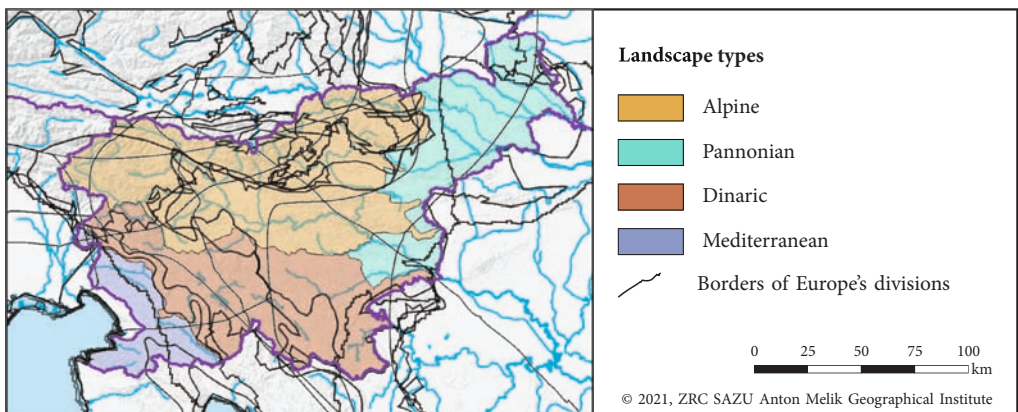 Landscape types
Alpine
Pannonian
Dinaric
Mediterranean
Borders of Europe's divisions
0 25 50 75 100
km
© 2021, ZRC SAZU Anton Melik Geographical Institute